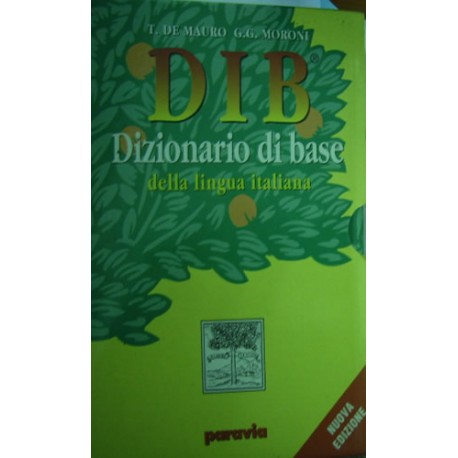 T. DE MAURO G.G. MORONI
DIB®
Dizionario di base
della lingua italiana
NUOVA
EDIZIONE
paravia